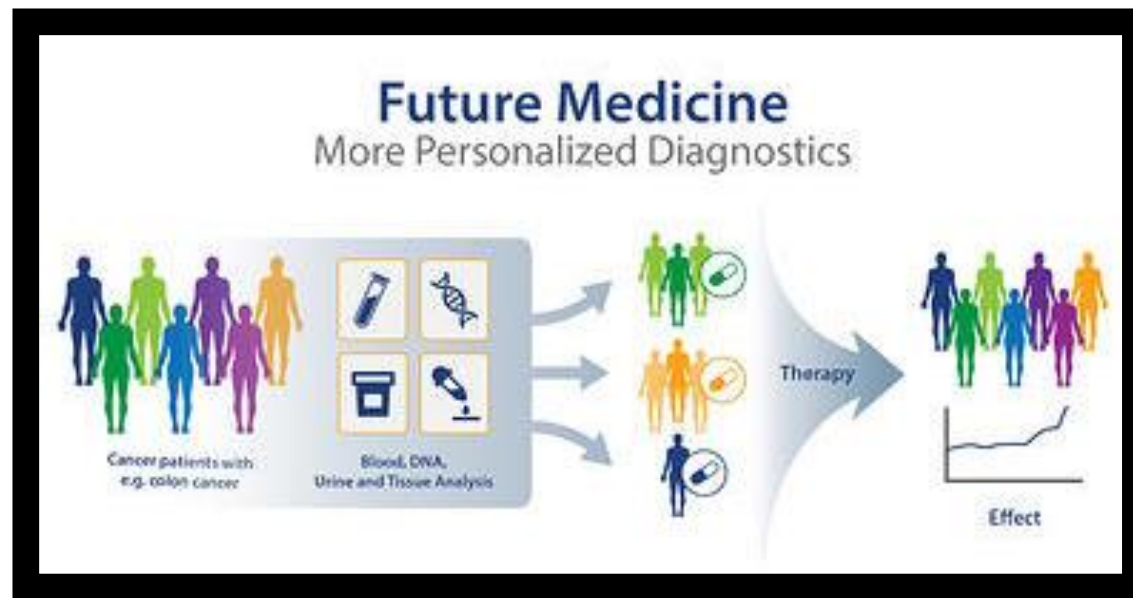 Future Medicine
More Personalized Diagnostics
Cancer patients with
e.g. colon cancer
Blood, DNA,
Urine and Tissue Analysis
Therapy
Effect